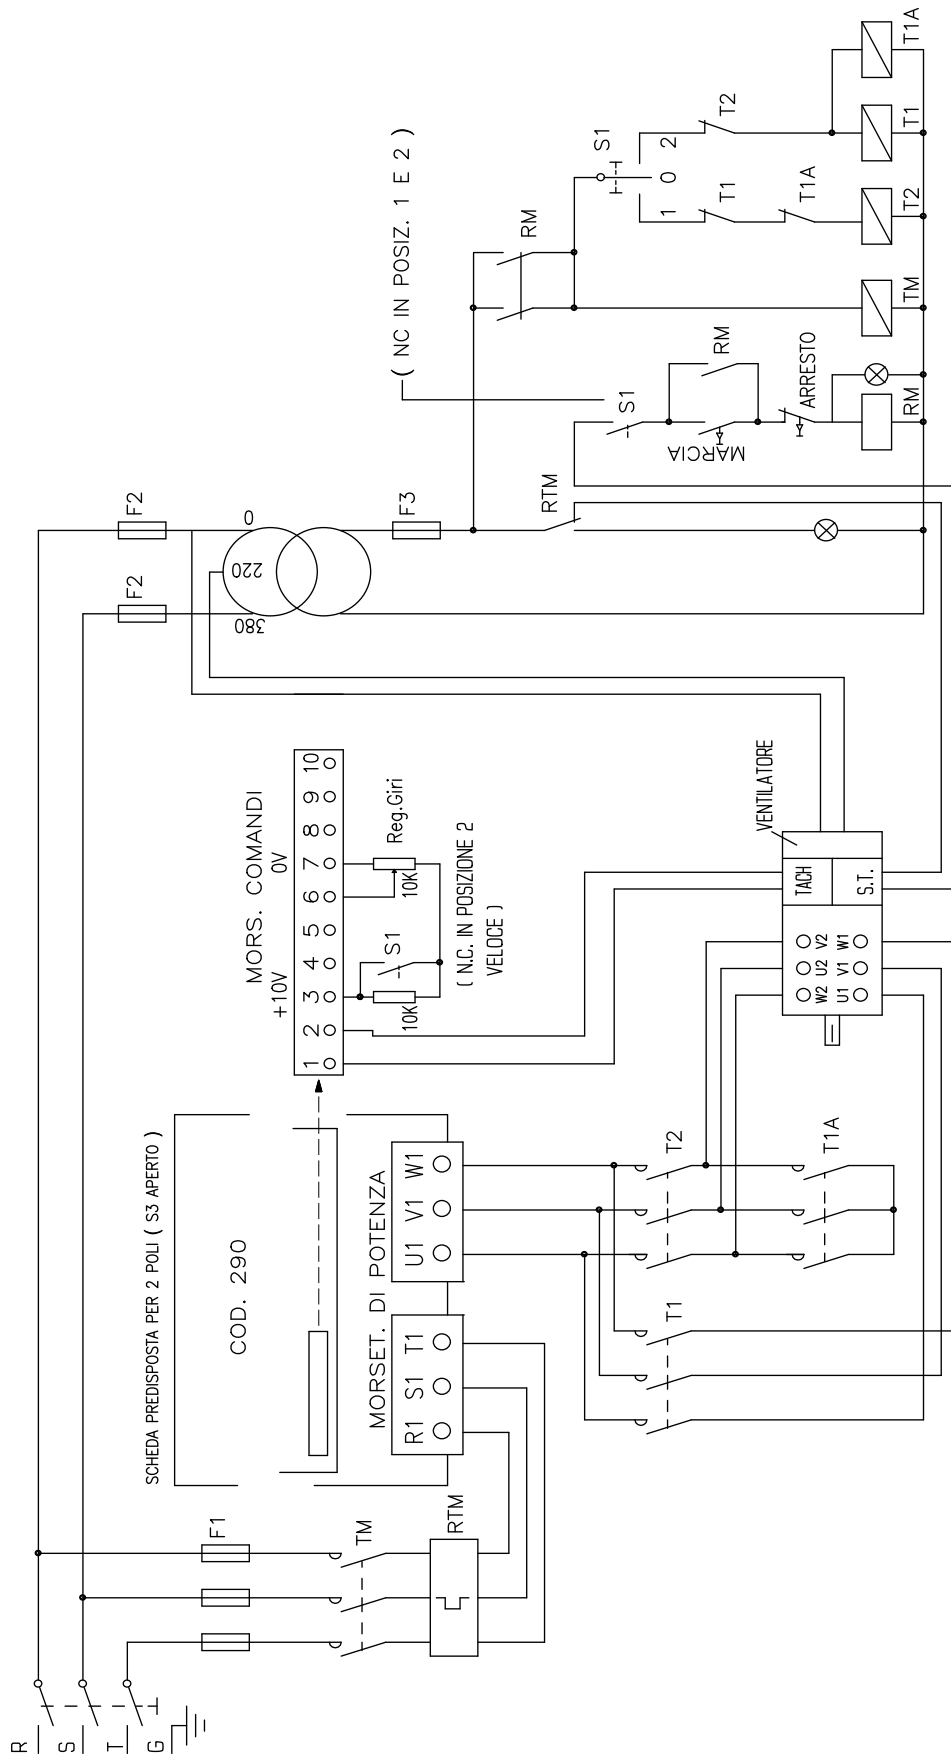 R
S
T
G
F1
TM
RTM
SCHEDA PREDISPOSTA PER 2 POLI ( S3 APERTO )
COD. 290
MORSET. DI POTENZA
R1 S1 T1
U1 V1 W1
MORS. COMANDI
+10V
0V
1 2 3 4 5 6 7 8 9 10
10K
S1
10K
Reg.Giri
( N.C. IN POSIZIONE 2
VELOCE )
T1
T2
T1A
VENTILATORE
TACH
S.T.
W2 U2 V2
U1 V1 W1
F2
F2
380
220
0
F3
RTM
( NC IN POSIZ. 1 E 2 )
S1
MARCIA
RM
ARRESTO
RM
RM
TM
S1
1 0 2
T1
T1A
T2
T2
T1
T1A